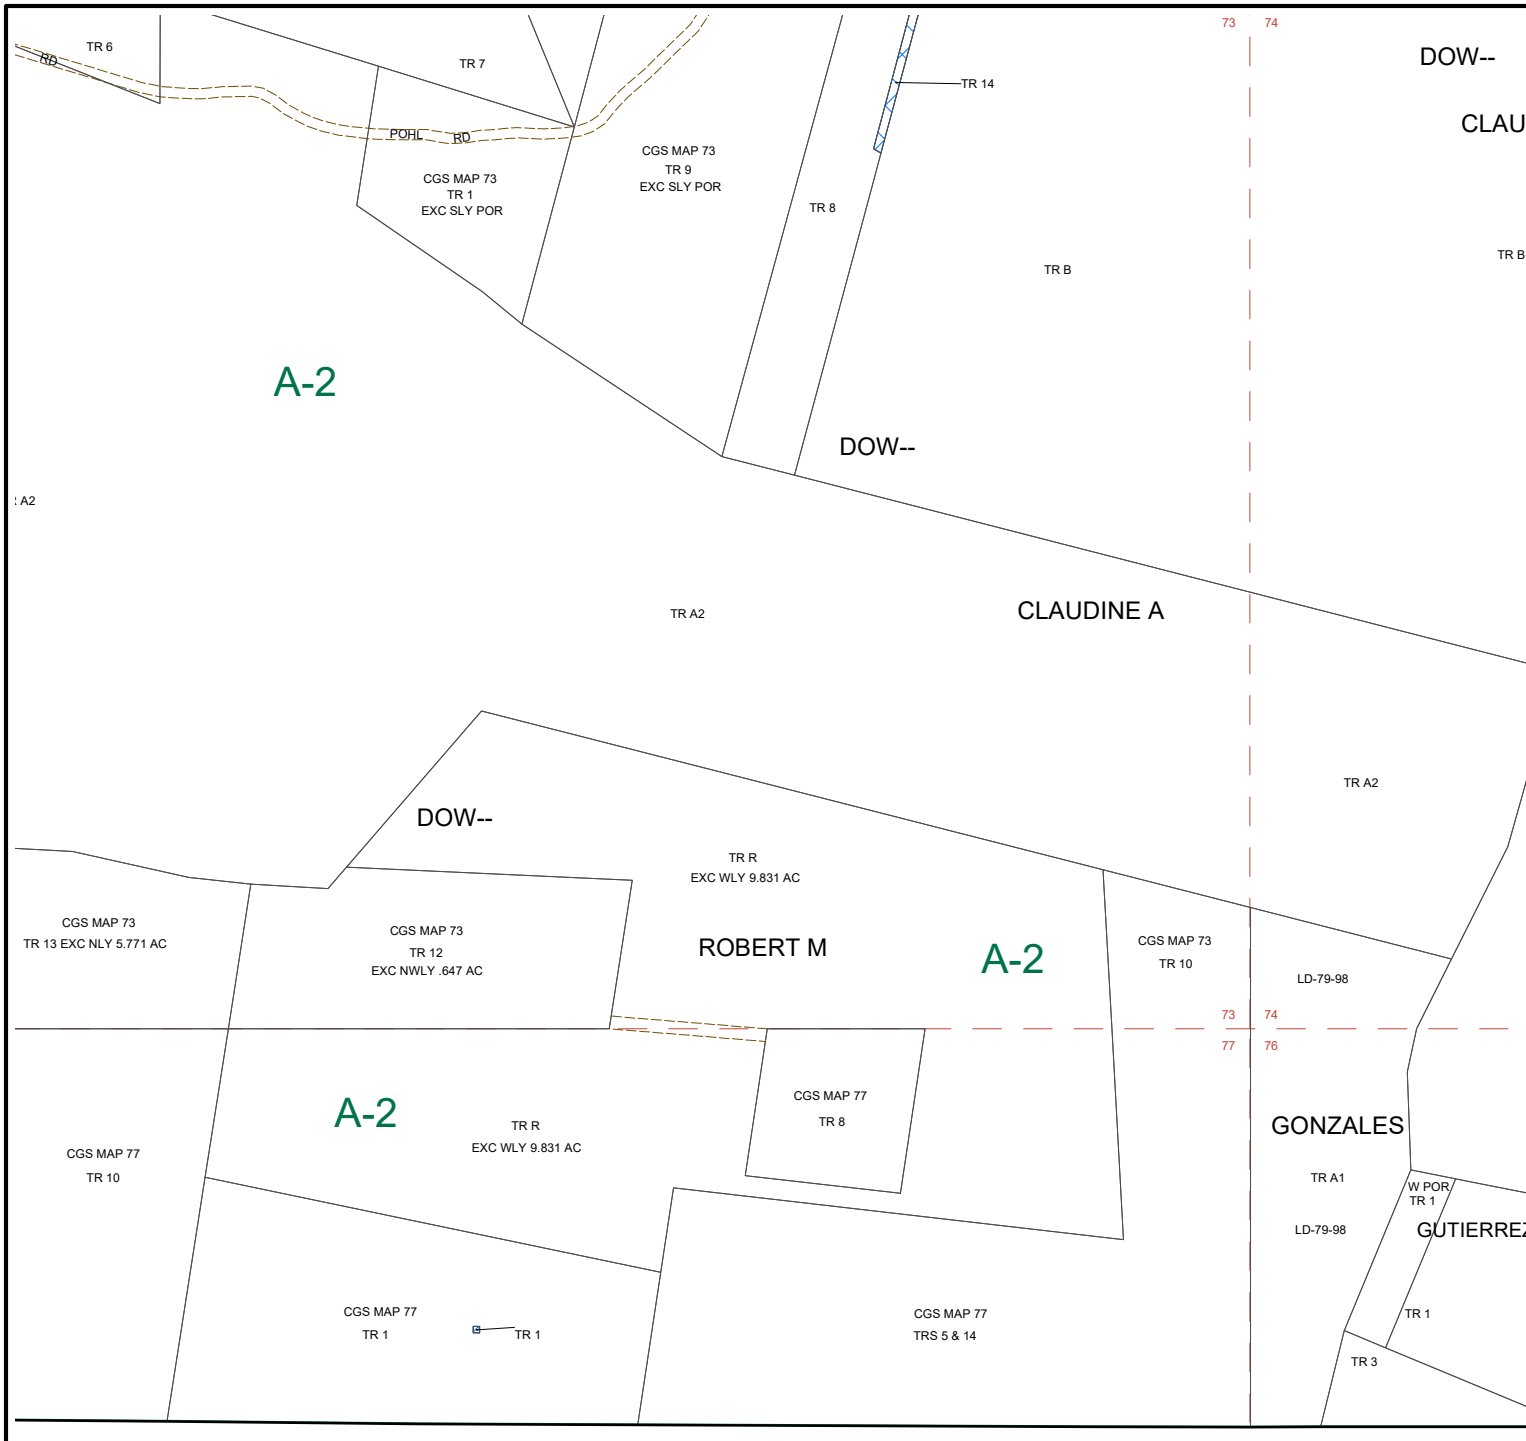 73 74
DOW--
TR 6
RD
TR 7
TR 14
CLAU
POHL RD
CGS MAP 73
TR 9
EXC SLY POR
CGS MAP 73
TR 1
EXC SLY POR
TR 8
TR B
TR B
A-2
DOW--
A2
TR A2
CLAUDINE A
TR A2
DOW--
TR R
EXC WLY 9.831 AC
CGS MAP 73
TR 13 EXC NLY 5.771 AC
CGS MAP 73
TR 12
EXC NWLY .647 AC
ROBERT M
A-2
CGS MAP 73
TR 10
LD-79-98
73 74
77 76
CGS MAP 77
TR 8
A-2
TR R
EXC WLY 9.831 AC
GONZALES
CGS MAP 77
TR 10
TR A1
W POR
TR 1
LD-79-98
GUTIERREZ
CGS MAP 77
TR 1
TR 1
CGS MAP 77
TRS 5 & 14
TR 1
TR 3